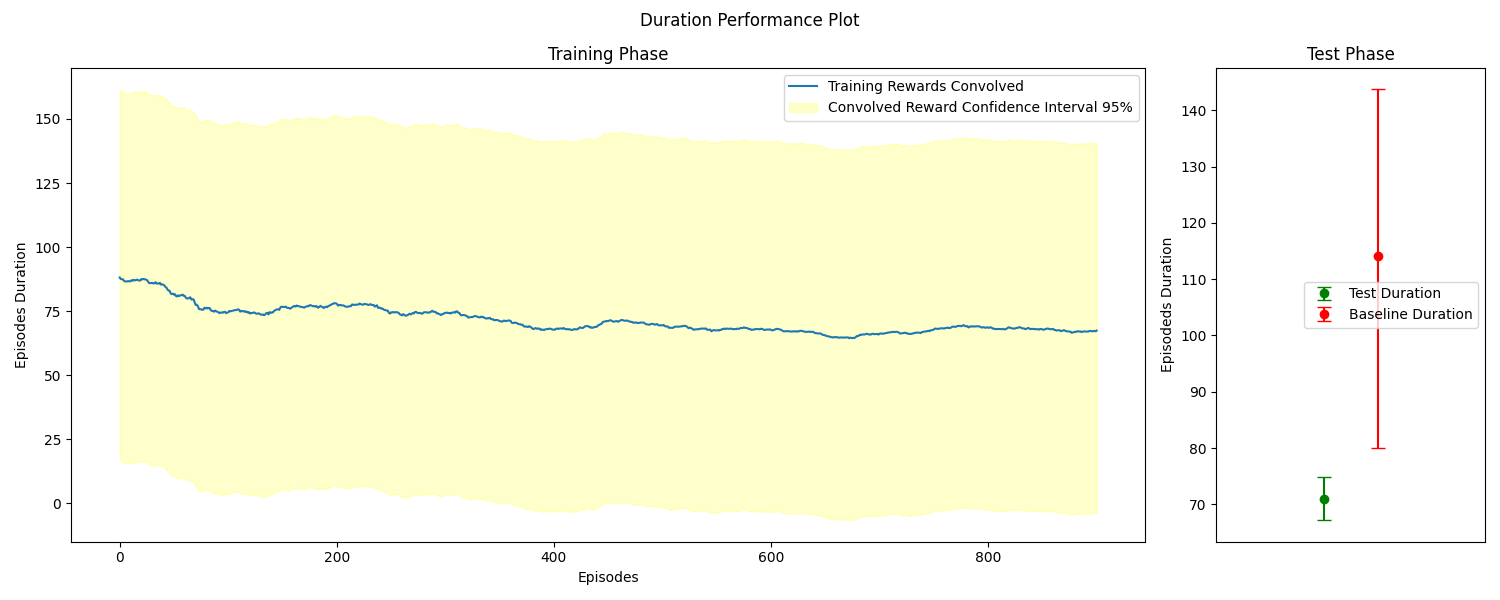 Duration Performance Plot
Training Phase
Training Rewards Convolved
Convolved Reward Confidence Interval 95%
Episodes Duration
150
125
100
75
50
25
0
0 200 400 600 800
Episodes
Test Phase
Test Duration
Baseline Duration
Episodeds Duration
140
130
120
110
100
90
80
70